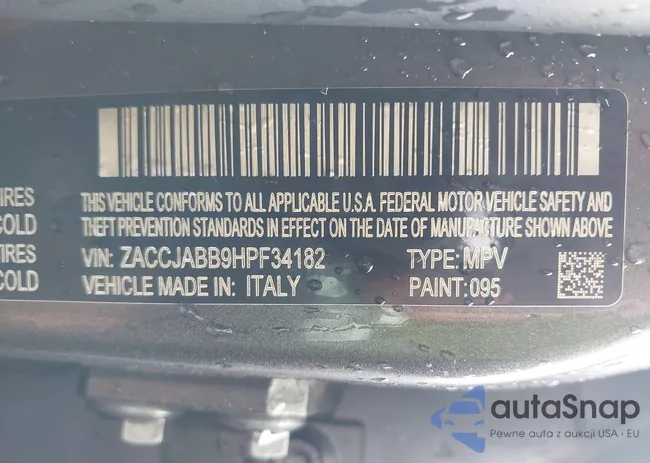 THIS VEHICLE CONFORMS TO ALL APPLICABLE U.S.A. FEDERAL MOTOR VEHICLE SAFETY AND
THEFT PREVENTION STANDARDS IN EFFECT ON THE DATE OF MANUFACTURE SHOWN ABOVE
VIN: ZACCJABB9HPF34182 TYPE: MPV
VEHICLE MADE IN: ITALY PAINT: 095
IRES
COLD
IRES
COLD
autaSnap
Pewne auta z aukcji USA i EU